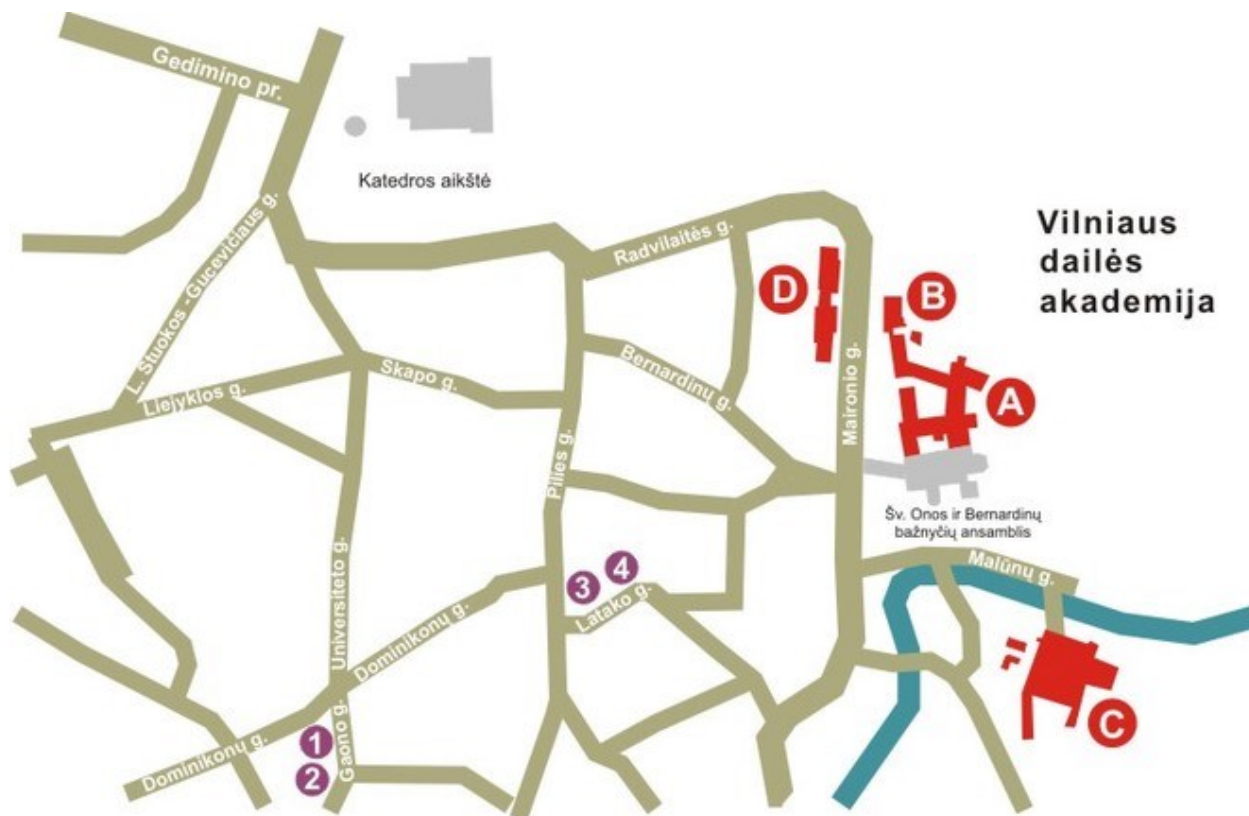 Gedimino pr.
Katedros aikštė
Vilniaus
dailės
akademija
L. Stuokos - Gucevičiaus g.
Radvilaitės g.
D
B
A
Liejyklos g.
Skapo g.
Bernardinų g.
Maironio g.
Pilies g.
Šv. Onos ir Bernardinų
bažnyčių ansamblis
Malūnų g.
Universiteto g.
Dominikonų g.
3
4
Latako g.
C
Dominikonų g.
Gaono g.
1
2